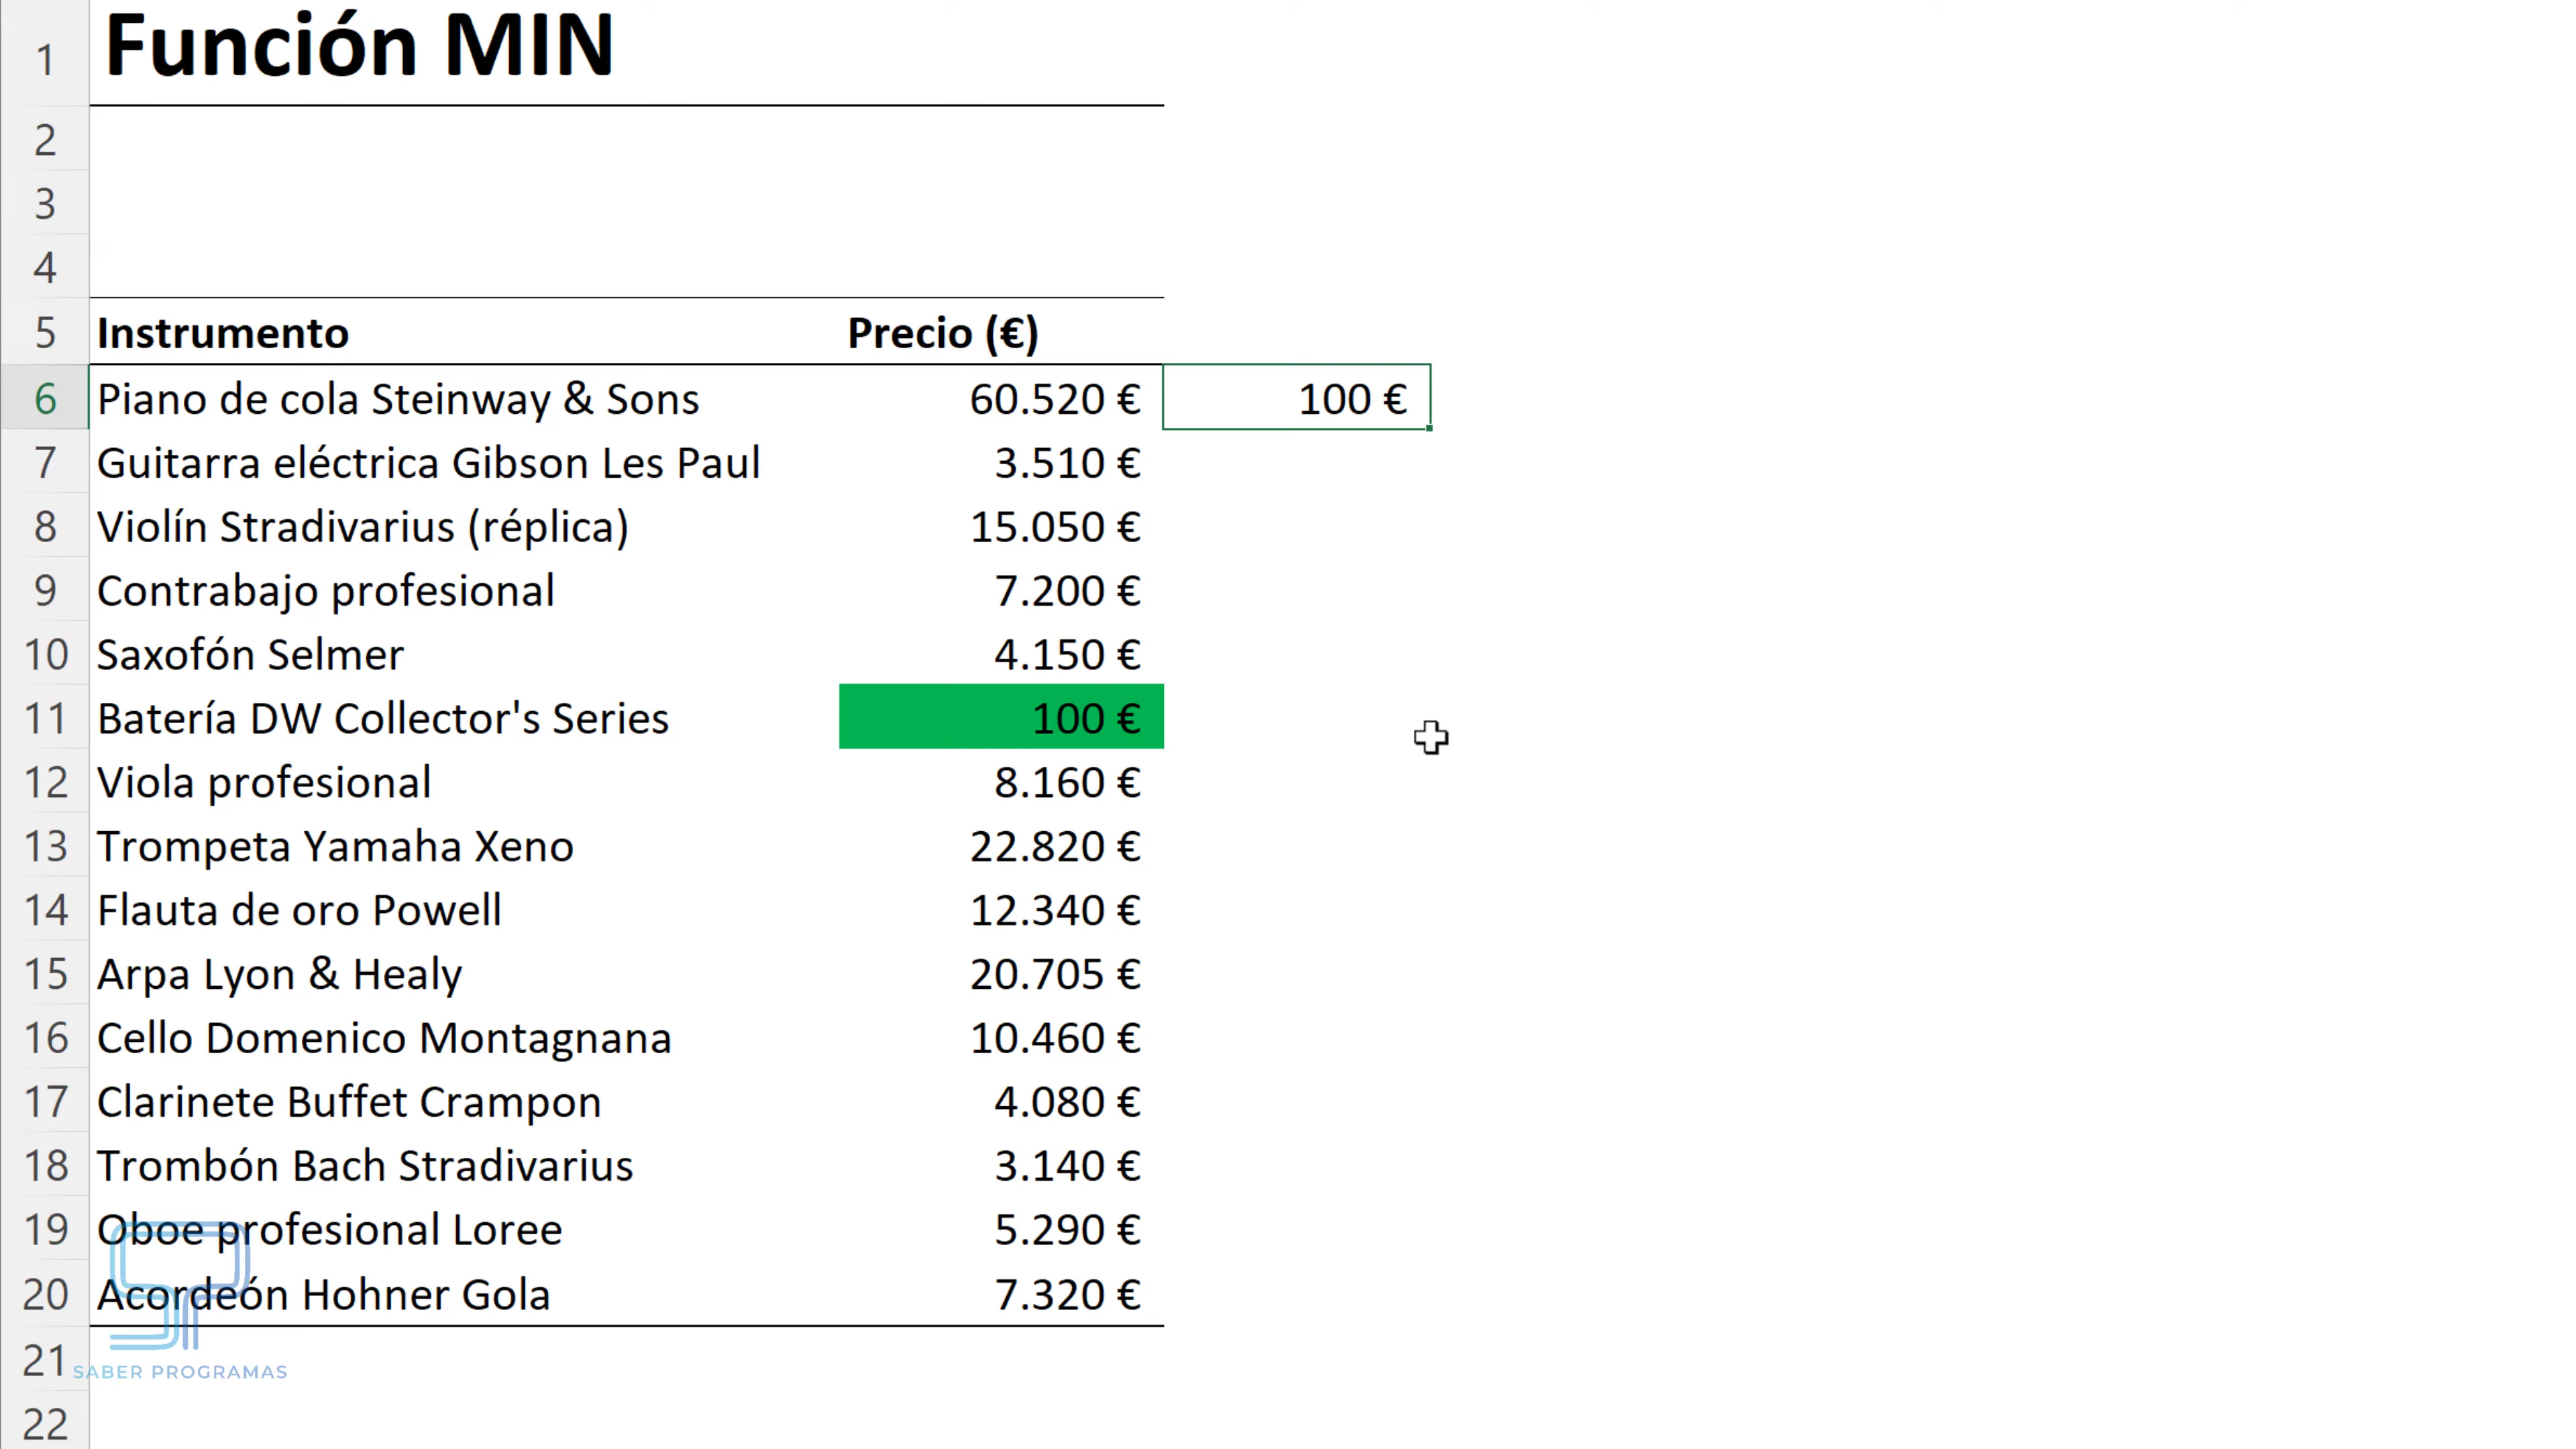 1 Función MIN
2
3
4
5 Instrumento Precio (€)
6 Piano de cola Steinway & Sons 60.520 € 100 €
7 Guitarra eléctrica Gibson Les Paul 3.510 €
8 Violín Stradivarius (réplica) 15.050 €
9 Contrabajo profesional 7.200 €
10 Saxofón Selmer 4.150 €
11 Batería DW Collector's Series 100 €
12 Viola profesional 8.160 €
13 Trompeta Yamaha Xeno 22.820 €
14 Flauta de oro Powell 12.340 €
15 Arpa Lyon & Healy 20.705 €
16 Cello Domenico Montagnana 10.460 €
17 Clarinete Buffet Crampon 4.080 €
18 Trombón Bach Stradivarius 3.140 €
19 Oboe profesional Loree 5.290 €
20 Acordeón Hohner Gola 7.320 €
21
SABER PROGRAMAS
22